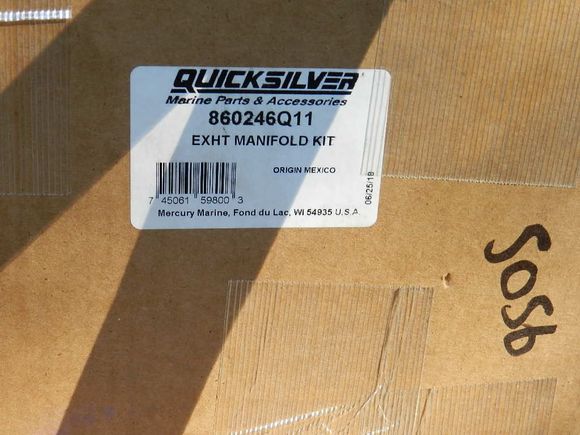 QUICKSILVER
Marine Parts & Accessories
860246Q11
EXHT MANIFOLD KIT
ORIGIN MEXICO
06/25/18
7 45061 59800 3
Mercury Marine, Fond du Lac, WI 54935 U.S.A.